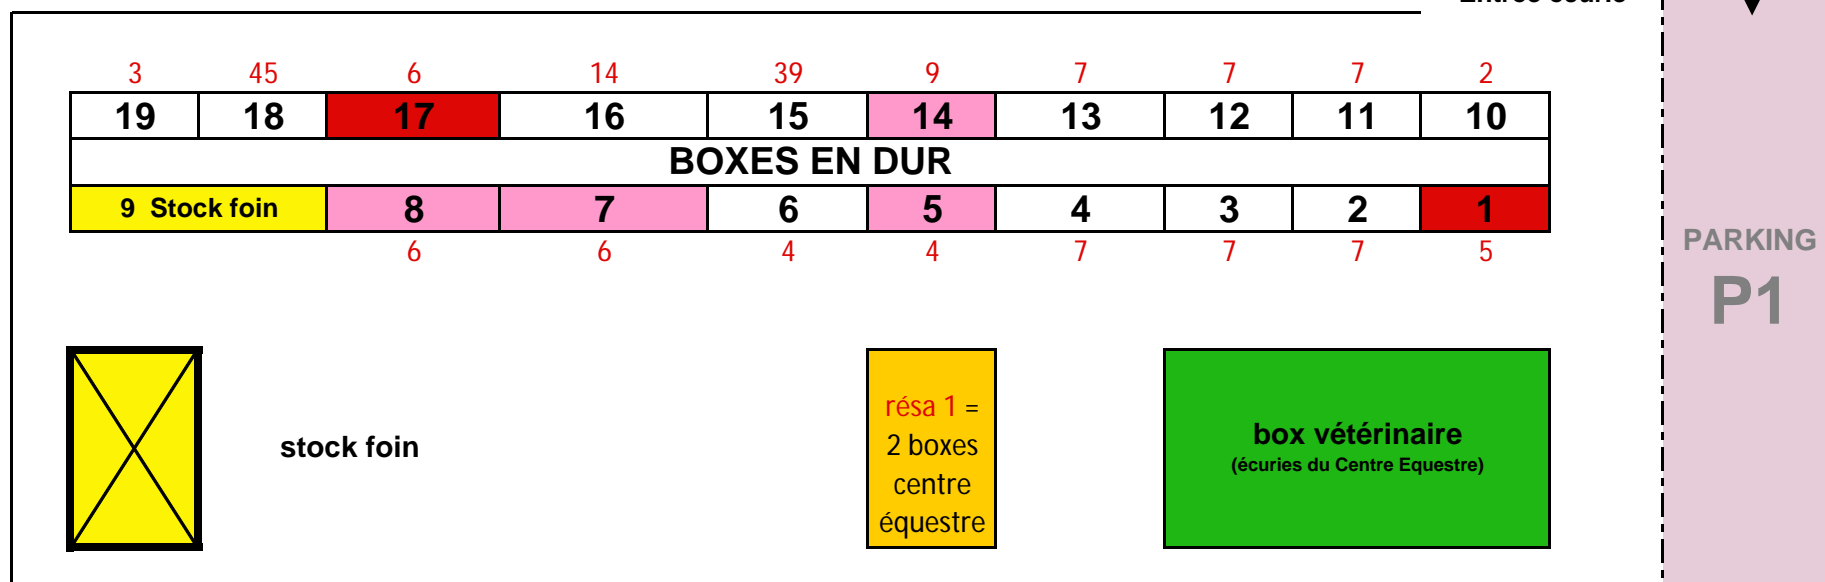 3 45 6 14 39 9 7 7 7 2
19 18 17 16 15 14 13 12 11 10
BOXES EN DUR
9 Stock foin 8 7 6 5 4 3 2 1
6 6 4 4 7 7 7 5
PARKING
P1
stock foin
résa 1 =
2 boxes
centre
équestre
box vétérinaire
(écuries du Centre Equestre)